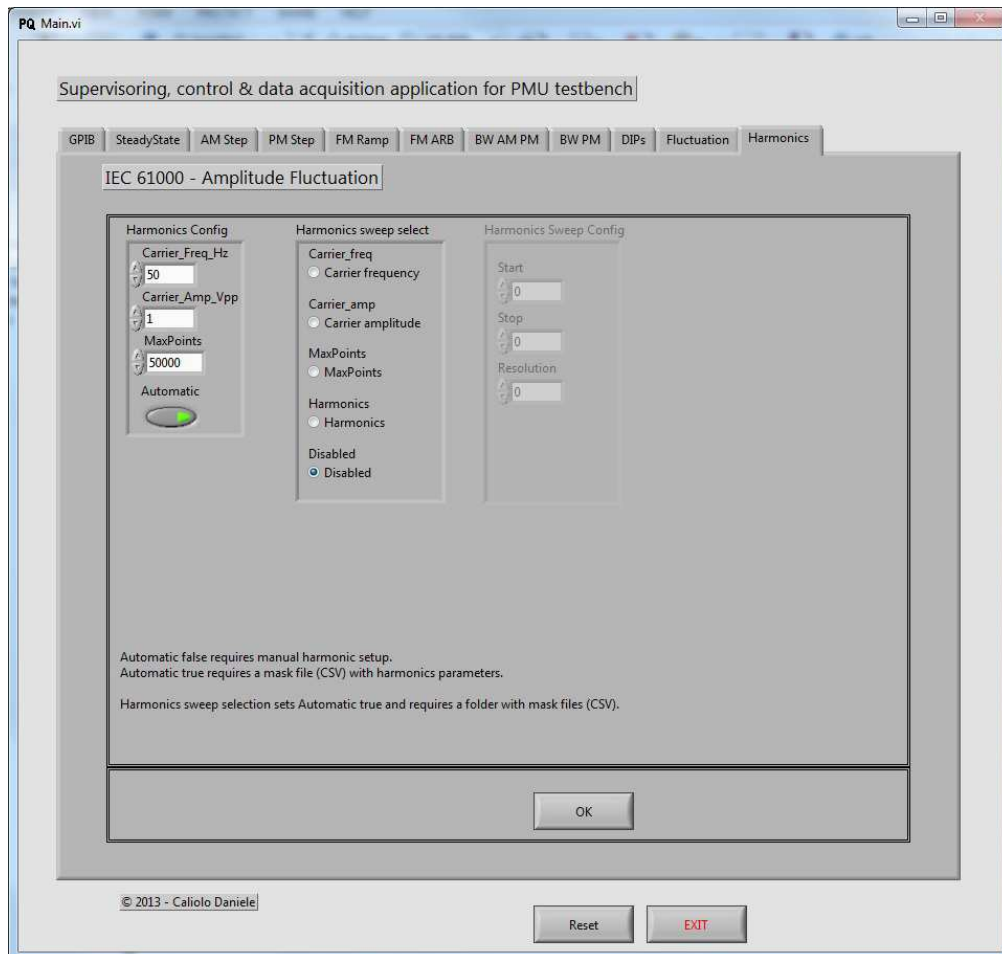 PQ Main.vi
Supervisoring, control & data acquisition application for PMU testbench
GPIB SteadyState AM Step PM Step FM Ramp FM ARB BW AM PM BW PM DIPs Fluctuation Harmonics
IEC 61000 - Amplitude Fluctuation
Harmonics Config
Carrier_Freq_Hz
50
Carrier_Amp_Vpp
1
MaxPoints
50000
Automatic
Harmonics sweep select
Carrier_freq
Carrier frequency
Carrier_amp
Carrier amplitude
MaxPoints
MaxPoints
Harmonics
Harmonics
Disabled
Disabled
Harmonics Sweep Config
Start
0
Stop
0
Resolution
0
Automatic false requires manual harmonic setup.
Automatic true requires a mask file (CSV) with harmonics parameters.
Harmonics sweep selection sets Automatic true and requires a folder with mask files (CSV).
OK
© 2013 - Caliolo Daniele
Reset EXIT